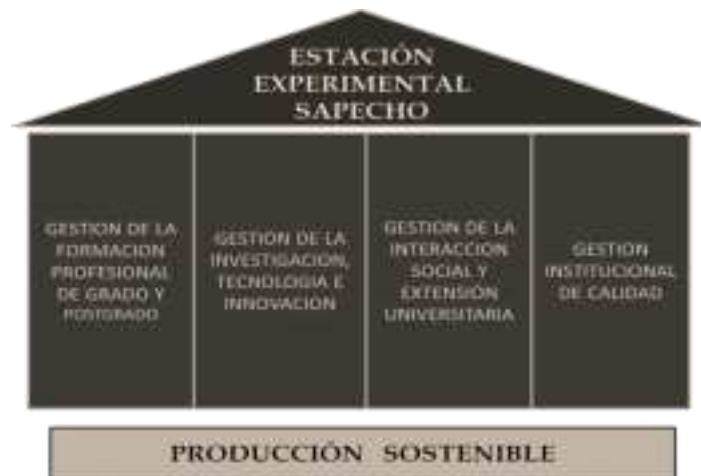 ESTACIÓN
EXPERIMENTAL
SAPECHO
GESTION DE LA
FORMACION
PROFESIONAL
DE GRADO Y
POSTGRADO
GESTION DE LA
INVESTIGACION,
TECNOLOGIA E
INNOVACION
GESTION DE LA
INTERACCION
SOCIAL Y
EXTENSIÓN
UNIVERSITARIA
GESTION
INSTITUCIONAL
DE CALIDAD
PRODUCCIÓN SOSTENIBLE